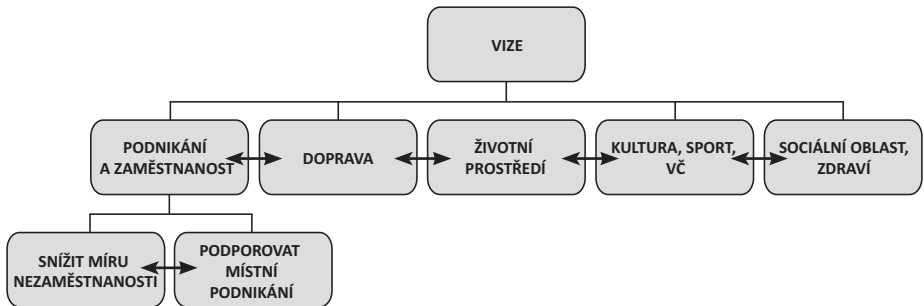 VIZE
PODNIKÁNÍ
A ZAMĚSTNANOST
DOPRAVA
ŽIVOTNÍ
PROSTŘEDÍ
KULTURA, SPORT,
VČ
SOCIÁLNÍ OBLAST,
ZDRAVÍ
SNÍŽIT MÍRU
NEZAMĚSTNANOSTI
PODPOROVAT
MÍSTNÍ
PODNIKÁNÍ